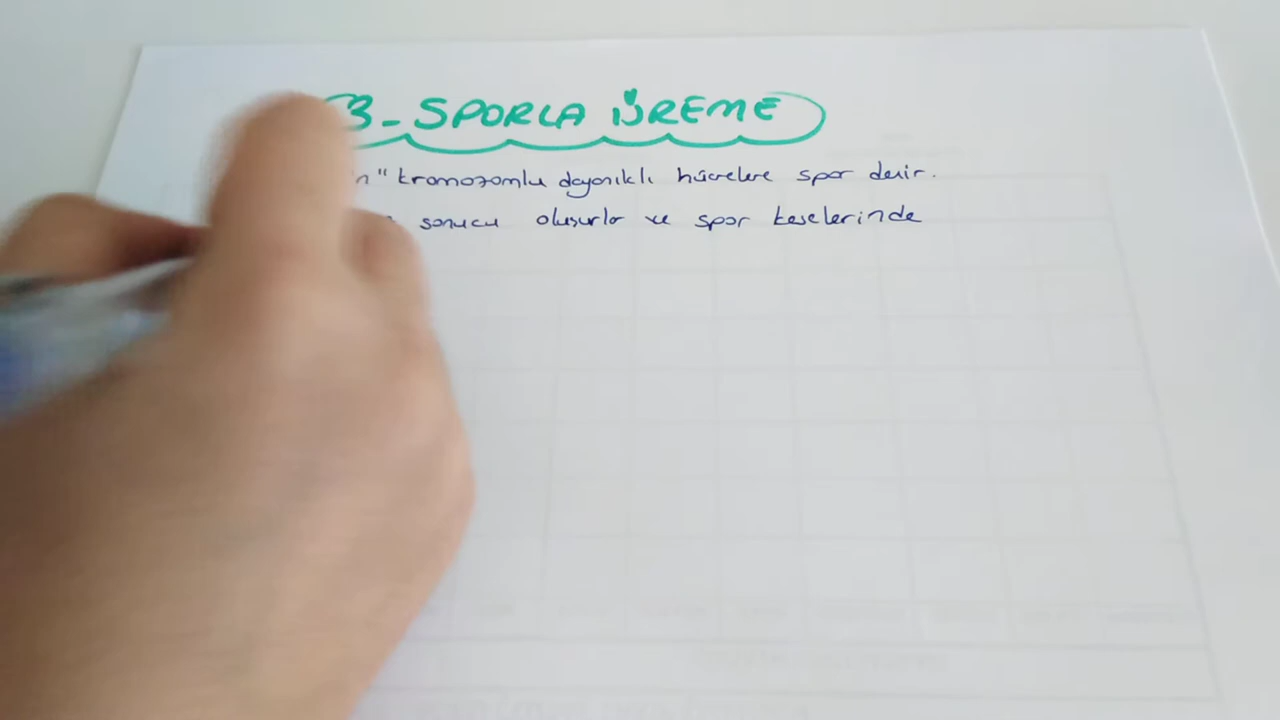 3- SPORLA ÜREME
n" kromozomlu dayanıklı hücrelere spor denir.
sonucu oluşurlar ve spor keselerinde